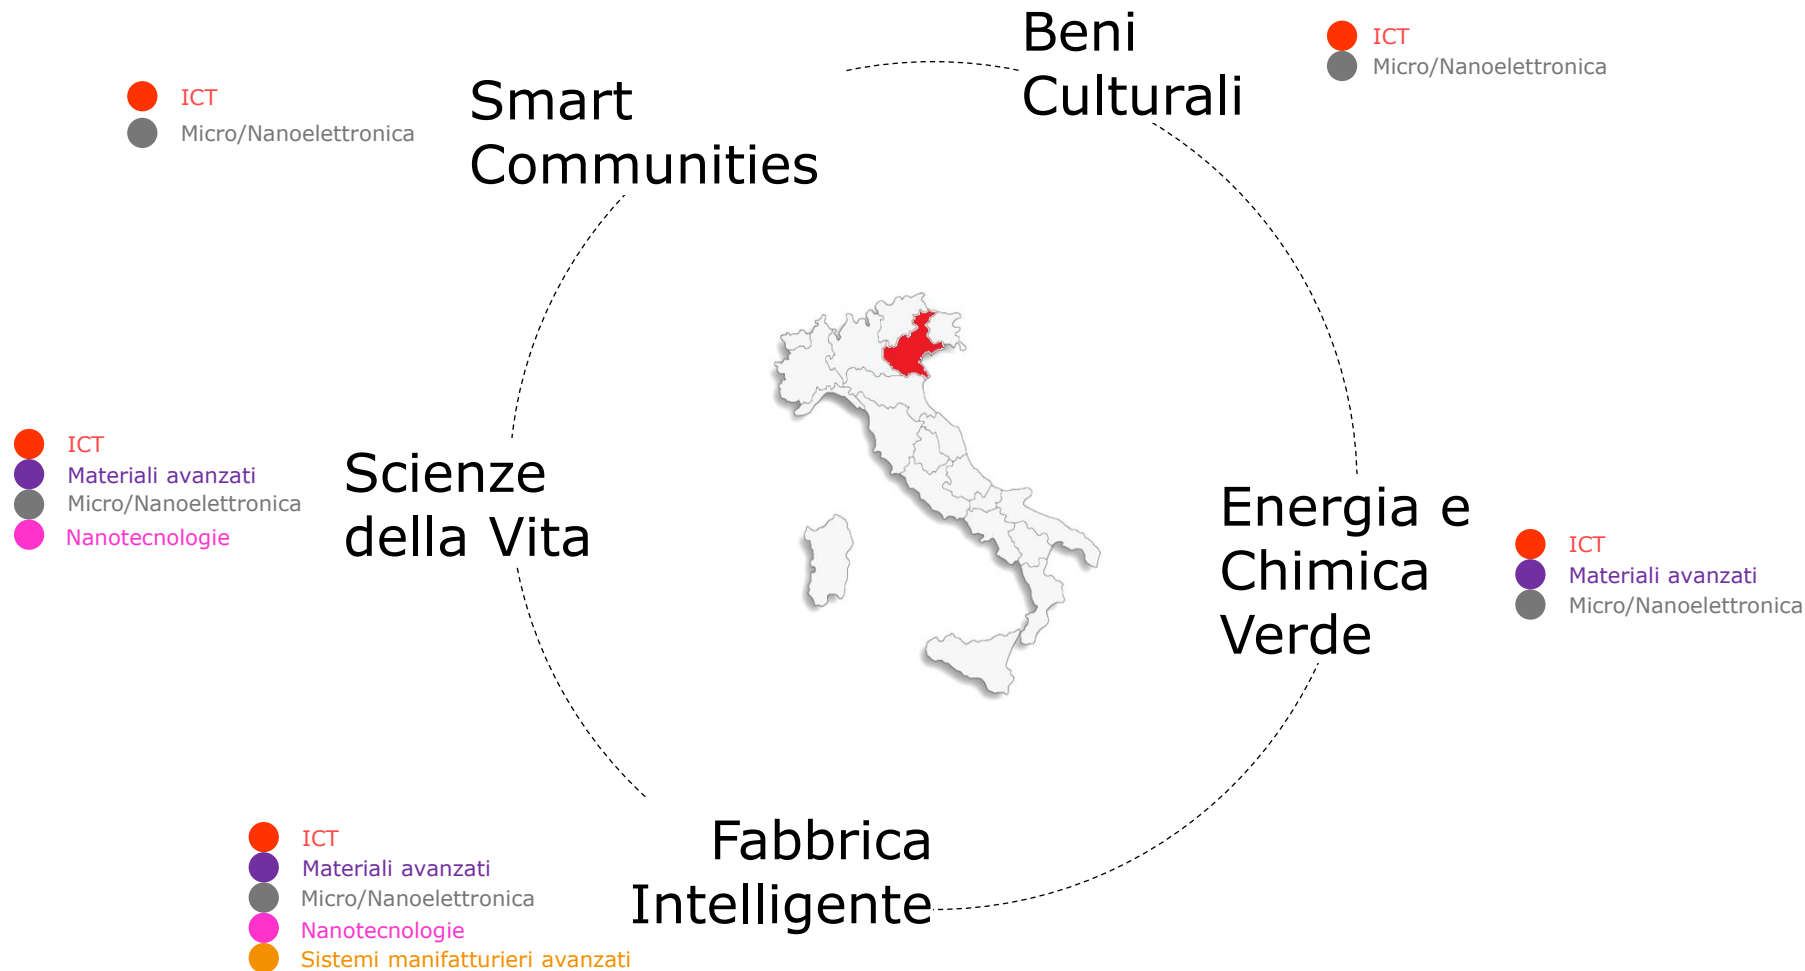 Beni
Culturali
ICT
Micro/Nanoelettronica
Smart
Communities
ICT
Micro/Nanoelettronica
Scienze
della Vita
ICT
Materiali avanzati
Micro/Nanoelettronica
Nanotecnologie
Energia e
Chimica
Verde
ICT
Materiali avanzati
Micro/Nanoelettronica
Fabbrica
Intelligente
ICT
Materiali avanzati
Micro/Nanoelettronica
Nanotecnologie
Sistemi manifatturieri avanzati